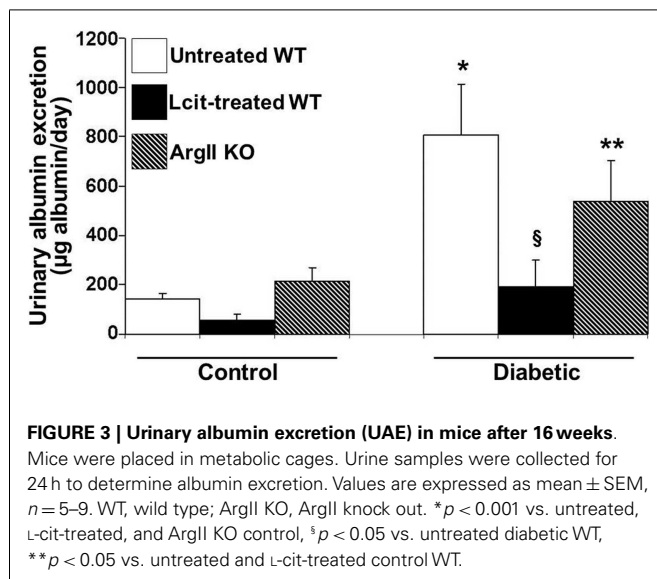 1200
1000
800
600
400
200
0
Urinary albumin excretion
(µg albumin/day)
Untreated WT
Lcit-treated WT
ArgII KO
*
§
**
Control
Diabetic
FIGURE 3 | Urinary albumin excretion (UAE) in mice after 16 weeks.
Mice were placed in metabolic cages. Urine samples were collected for
24 h to determine albumin excretion. Values are expressed as mean ± SEM,
n = 5–9. WT, wild type; ArgII KO, ArgII knock out. *p < 0.001 vs. untreated,
L-cit-treated, and ArgII KO control, §p < 0.05 vs. untreated diabetic WT,
**p < 0.05 vs. untreated and L-cit-treated control WT.